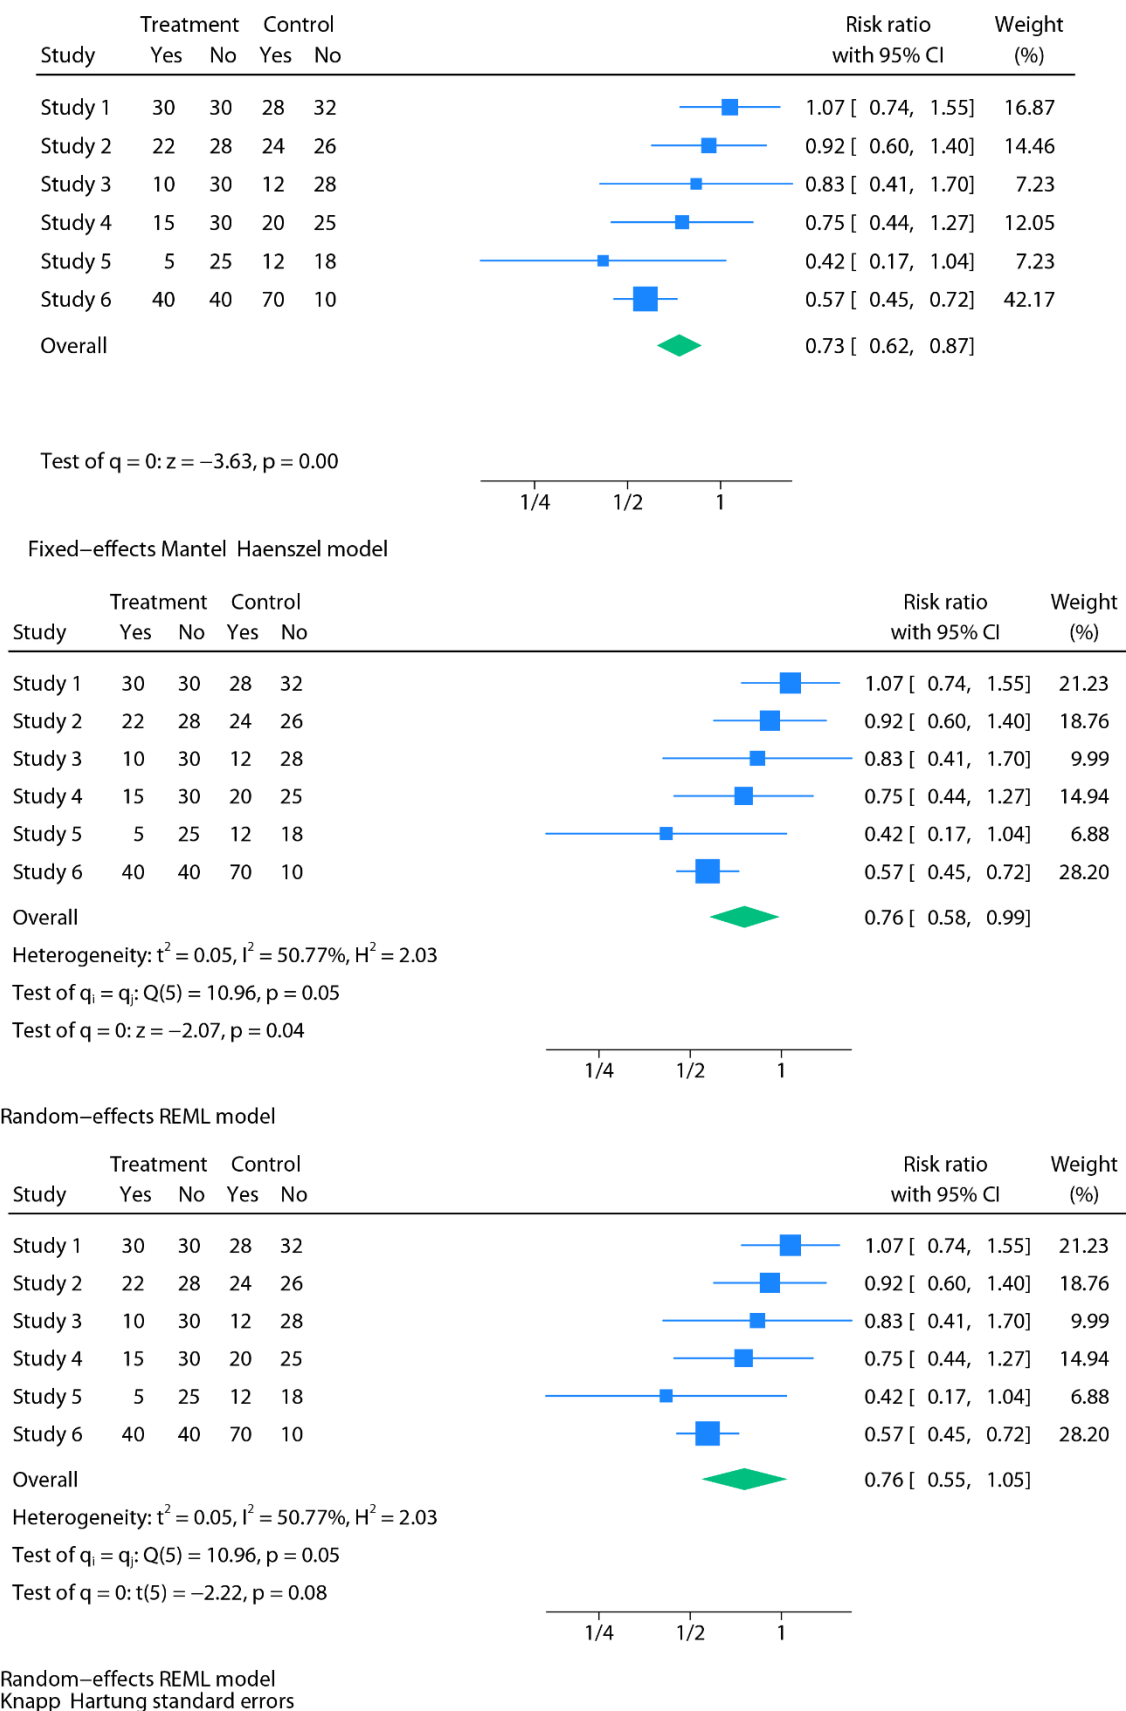 Treatment Control Risk ratio Weight
Study Yes No Yes No with 95% CI (%)
Study 1 30 30 28 32 1.07 [ 0.74, 1.55] 16.87
Study 2 22 28 24 26 0.92 [ 0.60, 1.40] 14.46
Study 3 10 30 12 28 0.83 [ 0.41, 1.70] 7.23
Study 4 15 30 20 25 0.75 [ 0.44, 1.27] 12.05
Study 5 5 25 12 18 0.42 [ 0.17, 1.04] 7.23
Study 6 40 40 70 10 0.57 [ 0.45, 0.72] 42.17
Overall 0.73 [ 0.62, 0.87]
Test of q = 0: z = −3.63, p = 0.00
1/4 1/2 1
Fixed−effects Mantel Haenszel model
Treatment Control Risk ratio Weight
Study Yes No Yes No with 95% CI (%)
Study 1 30 30 28 32 1.07 [ 0.74, 1.55] 21.23
Study 2 22 28 24 26 0.92 [ 0.60, 1.40] 18.76
Study 3 10 30 12 28 0.83 [ 0.41, 1.70] 9.99
Study 4 15 30 20 25 0.75 [ 0.44, 1.27] 14.94
Study 5 5 25 12 18 0.42 [ 0.17, 1.04] 6.88
Study 6 40 40 70 10 0.57 [ 0.45, 0.72] 28.20
Overall 0.76 [ 0.58, 0.99]
Heterogeneity: t² = 0.05, I² = 50.77%, H² = 2.03
Test of qᵢ = qⱼ: Q(5) = 10.96, p = 0.05
Test of q = 0: z = −2.07, p = 0.04
1/4 1/2 1
Random−effects REML model
Treatment Control Risk ratio Weight
Study Yes No Yes No with 95% CI (%)
Study 1 30 30 28 32 1.07 [ 0.74, 1.55] 21.23
Study 2 22 28 24 26 0.92 [ 0.60, 1.40] 18.76
Study 3 10 30 12 28 0.83 [ 0.41, 1.70] 9.99
Study 4 15 30 20 25 0.75 [ 0.44, 1.27] 14.94
Study 5 5 25 12 18 0.42 [ 0.17, 1.04] 6.88
Study 6 40 40 70 10 0.57 [ 0.45, 0.72] 28.20
Overall 0.76 [ 0.55, 1.05]
Heterogeneity: t² = 0.05, I² = 50.77%, H² = 2.03
Test of qᵢ = qⱼ: Q(5) = 10.96, p = 0.05
Test of q = 0: t(5) = −2.22, p = 0.08
1/4 1/2 1
Random−effects REML model
Knapp Hartung standard errors